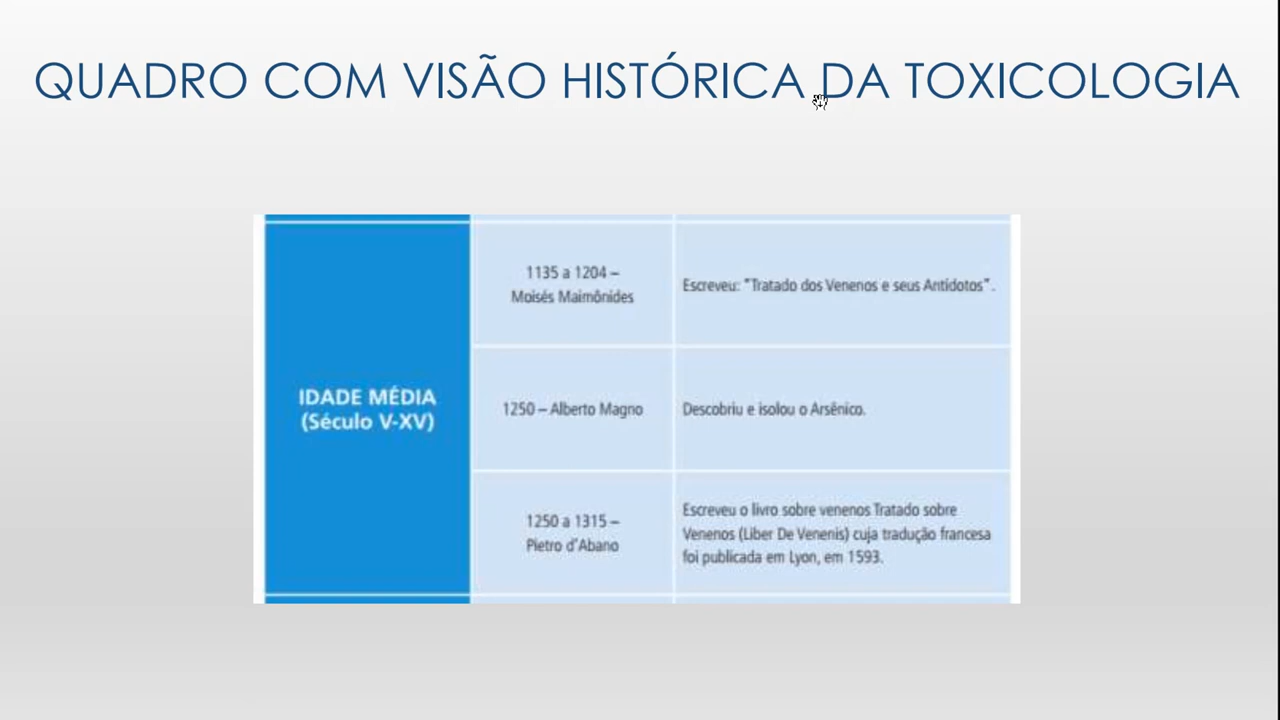 QUADRO COM VISÃO HISTÓRICA DA TOXICOLOGIA
IDADE MÉDIA
(Século V-XV)
1135 a 1204 –
Moisés Maimônides
Escreveu: "Tratado dos Venenos e seus Antídotos".
1250 – Alberto Magno
Descobriu e isolou o Arsênico.
1250 a 1315 –
Pietro d'Abano
Escreveu o livro sobre venenos Tratado sobre
Venenos (Liber De Venenis) cuja tradução francesa
foi publicada em Lyon, em 1593.